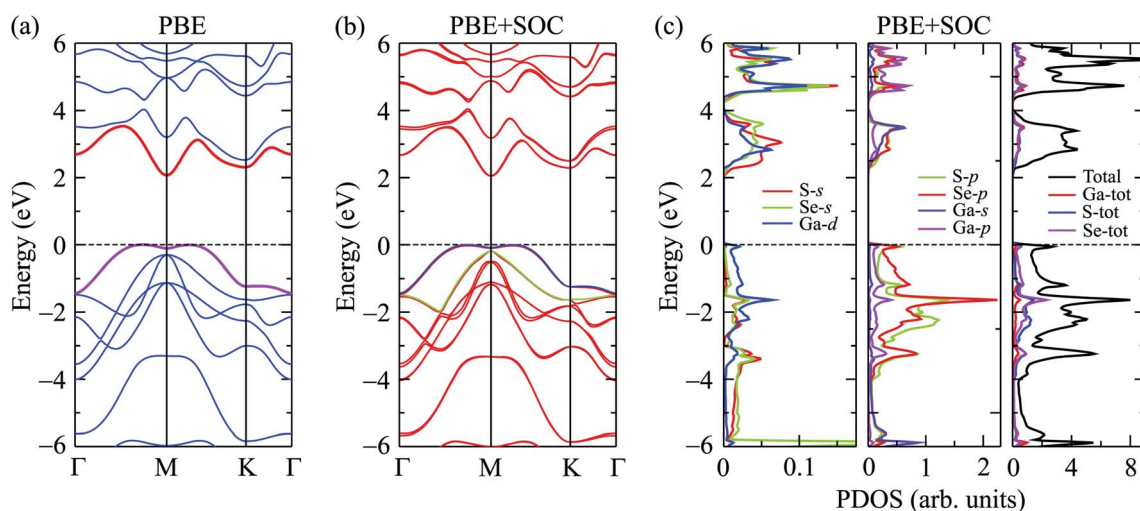 (a) PBE
(b) PBE+SOC
(c) PBE+SOC
Energy (eV)
6
4
2
0
−2
−4
−6
Γ M K Γ
Energy (eV)
6
4
2
0
−2
−4
−6
Γ M K Γ
Energy (eV)
6
4
2
0
−2
−4
−6
S-s
Se-s
Ga-d
0 0.1
S-p
Se-p
Ga-s
Ga-p
0 1 2
Total
Ga-tot
S-tot
Se-tot
0 4 8
PDOS (arb. units)